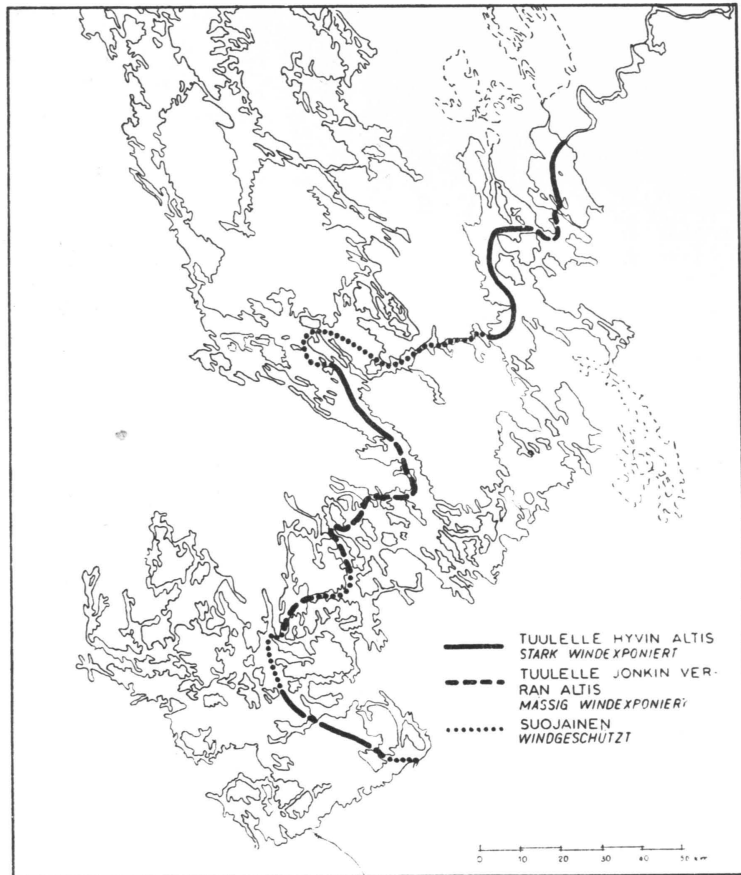 TUULELLE HYVIN ALTIS
STARK WINDEXPONIERT
TUULELLE JONKIN VER-
RAN ALTIS
MÄSSIG WINDEXPONIERT
SUOJAINEN
WINDGESCHÜTZT
0 10 20 30 40 50 km